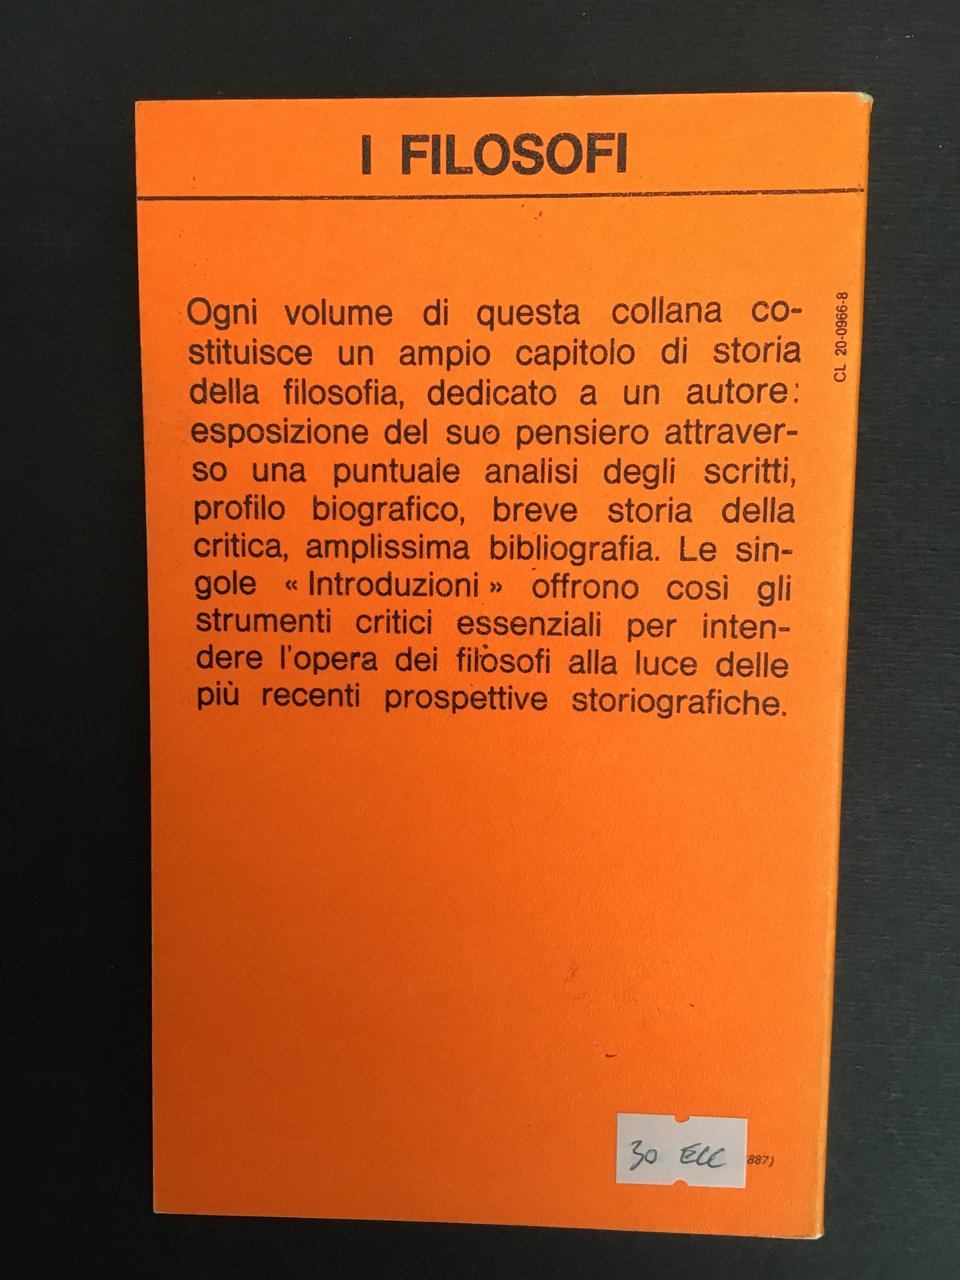 I FILOSOFI
Ogni volume di questa collana co-
stituisce un ampio capitolo di storia
della filosofia, dedicato a un autore:
esposizione del suo pensiero attraver-
so una puntuale analisi degli scritti,
profilo biografico, breve storia della
critica, amplissima bibliografia. Le sin-
gole « Introduzioni » offrono così gli
strumenti critici essenziali per inten-
dere l'opera dei filosofi alla luce delle
più recenti prospettive storiografiche.
CL 20-0966-8
30 ECC
887)